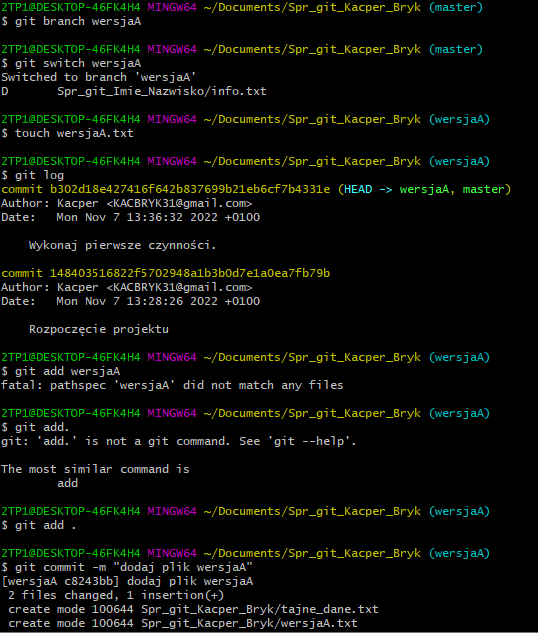 2TP1@DESKTOP-46FK4H4 MINGW64 ~/Documents/Spr_git_Kacper_Bryk (master)
$ git branch wersjaA
2TP1@DESKTOP-46FK4H4 MINGW64 ~/Documents/Spr_git_Kacper_Bryk (master)
$ git switch wersjaA
Switched to branch 'wersjaA'
D       Spr_git_Imie_Nazwisko/info.txt
2TP1@DESKTOP-46FK4H4 MINGW64 ~/Documents/Spr_git_Kacper_Bryk (wersjaA)
$ touch wersjaA.txt
2TP1@DESKTOP-46FK4H4 MINGW64 ~/Documents/Spr_git_Kacper_Bryk (wersjaA)
$ git log
commit b302d18e427416f642b837699b21eb6cf7b4331e (HEAD -> wersjaA, master)
Author: Kacper <KACBRYK31@gmail.com>
Date:   Mon Nov 7 13:36:32 2022 +0100
    Wykonaj pierwsze czynności.
commit 148403516822f5702948a1b3b0d7e1a0ea7fb79b
Author: Kacper <KACBRYK31@gmail.com>
Date:   Mon Nov 7 13:28:26 2022 +0100
    Rozpoczęcie projektu
2TP1@DESKTOP-46FK4H4 MINGW64 ~/Documents/Spr_git_Kacper_Bryk (wersjaA)
$ git add wersjaA
fatal: pathspec 'wersjaA' did not match any files
2TP1@DESKTOP-46FK4H4 MINGW64 ~/Documents/Spr_git_Kacper_Bryk (wersjaA)
$ git add.
git: 'add.' is not a git command. See 'git --help'.
The most similar command is
        add
2TP1@DESKTOP-46FK4H4 MINGW64 ~/Documents/Spr_git_Kacper_Bryk (wersjaA)
$ git add .
2TP1@DESKTOP-46FK4H4 MINGW64 ~/Documents/Spr_git_Kacper_Bryk (wersjaA)
$ git commit -m "dodaj plik wersjaA"
[wersjaA c8243bb] dodaj plik wersjaA
 2 files changed, 1 insertion(+)
 create mode 100644 Spr_git_Kacper_Bryk/tajne_dane.txt
 create mode 100644 Spr_git_Kacper_Bryk/wersjaA.txt